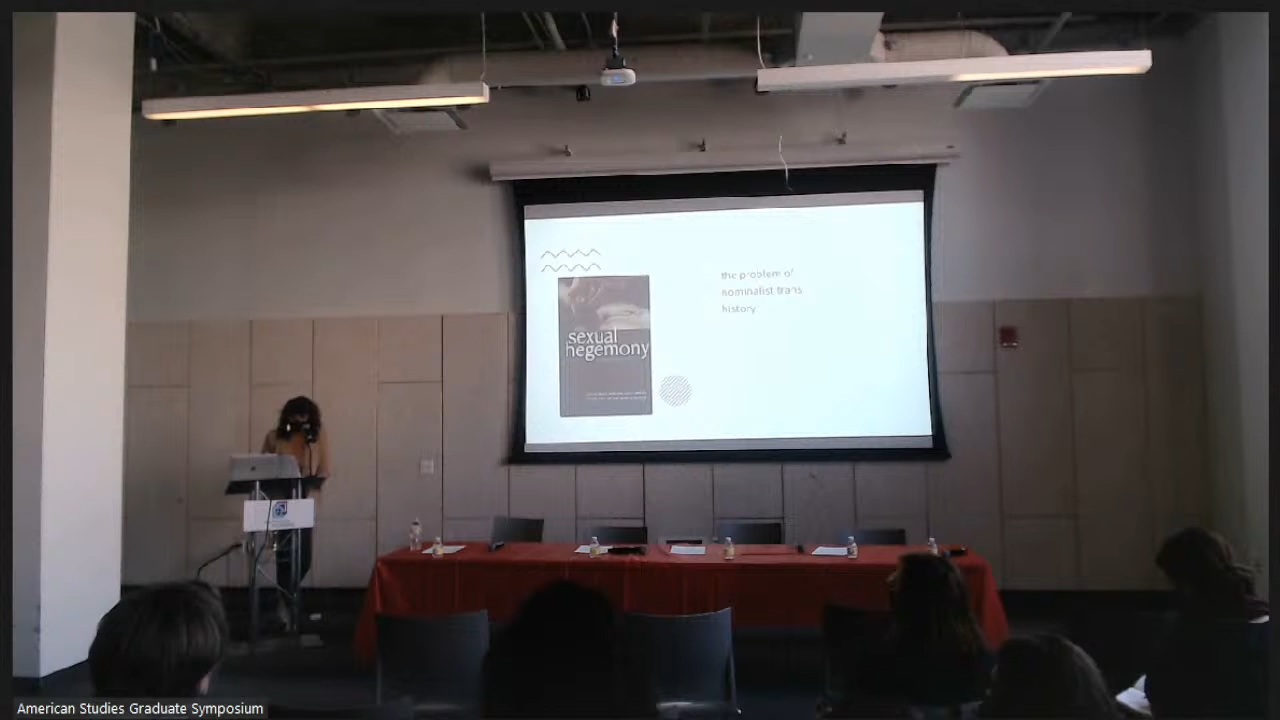 the problem of
nominalist trans
history
sexual
hegemony
American Studies Graduate Symposium